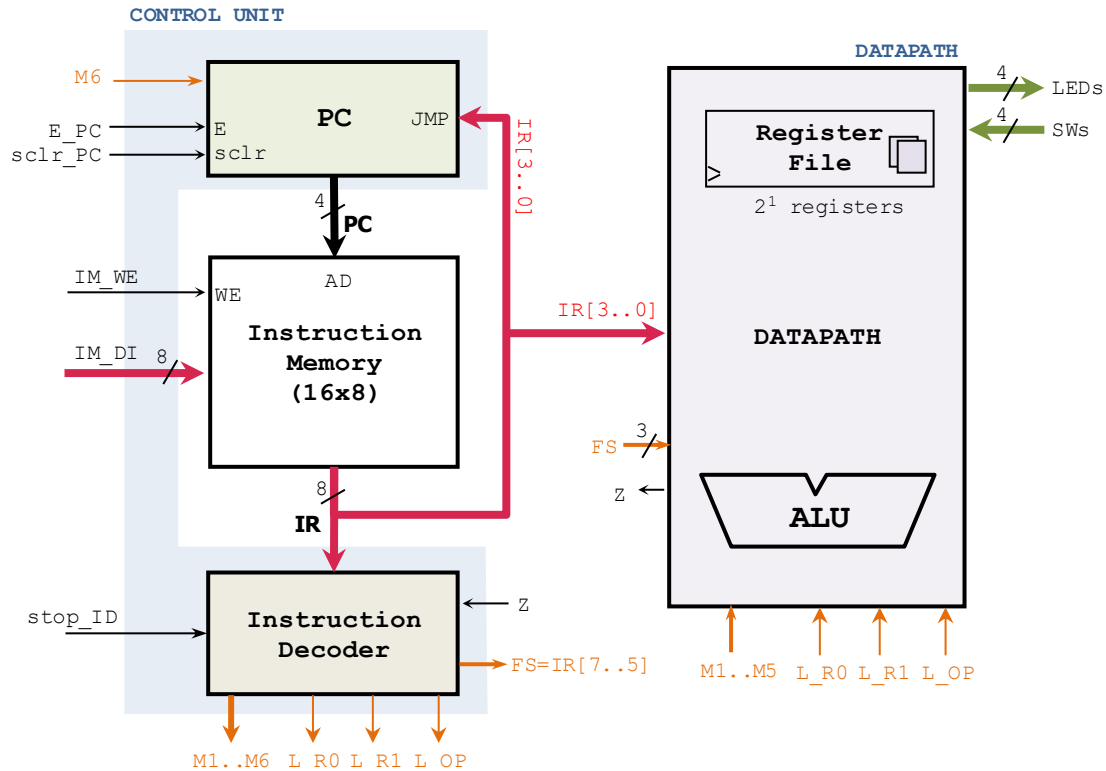 CONTROL UNIT
M6
E_PC
sclr_PC
E
sclr
PC
JMP
IR[3..0]
4
PC
IM_WE
WE
AD
IM_DI
8
Instruction
Memory
(16x8)
8
IR
stop_ID
Instruction
Decoder
Z
FS=IR[7..5]
M1..M6 L_R0 L_R1 L_OP
DATAPATH
4
LEDs
4
SWs
Register
File
2¹ registers
IR[3..0]
DATAPATH
FS
3
Z
ALU
M1..M5 L_R0 L_R1 L_OP